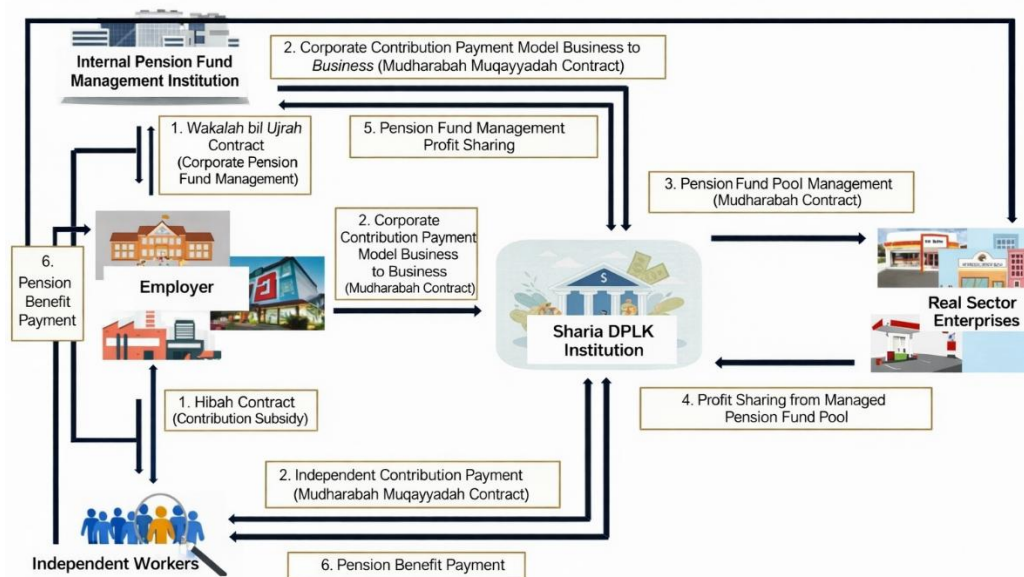 Internal Pension Fund
Management Institution
2. Corporate Contribution Payment Model Business to
Business (Mudharabah Muqayyadah Contract)
1. Wakalah bil Ujrah
Contract
(Corporate Pension
Fund Management)
5. Pension Fund Management
Profit Sharing
3. Pension Fund Pool Management
(Mudharabah Contract)
6.
Pension
Benefit
Payment
Employer
2. Corporate
Contribution Payment
Model Business
to Business
(Mudharabah Contract)
$
Sharia DPLK
Institution
Real Sector
Enterprises
1. Hibah Contract
(Contribution Subsidy)
4. Profit Sharing from Managed
Pension Fund Pool
2. Independent Contribution Payment
(Mudharabah Muqayyadah Contract)
Independent Workers
6. Pension Benefit Payment